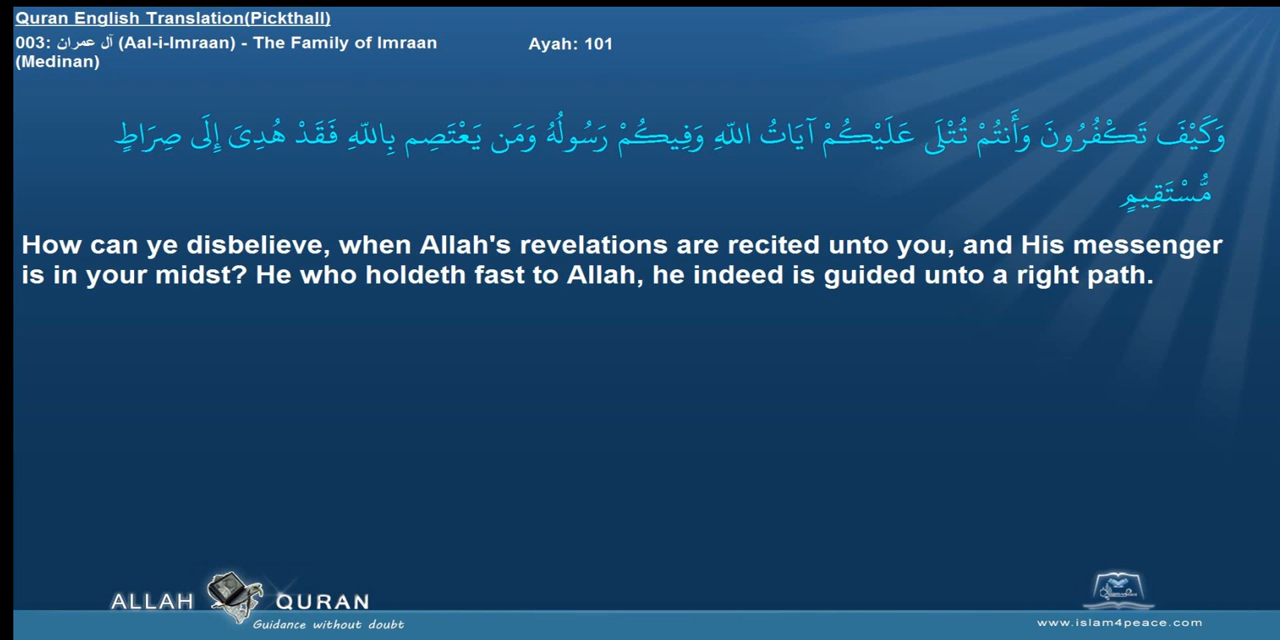 Quran English Translation(Pickthall)
003: آل عمران (Aal-i-Imraan) - The Family of Imraan
(Medinan)
Ayah: 101
وَكَيْفَ تَكْفُرُونَ وَأَنتُمْ تُتْلَى عَلَيْكُمْ آيَاتُ اللّهِ وَفِيكُمْ رَسُولُهُ وَمَن يَعْتَصِم بِاللّهِ فَقَدْ هُدِىَ إِلَى صِرَاطٍ
مُّسْتَقِيمٍ
How can ye disbelieve, when Allah's revelations are recited unto you, and His messenger
is in your midst? He who holdeth fast to Allah, he indeed is guided unto a right path.
ALLAH QURAN
Guidance without doubt
www.islam4peace.com